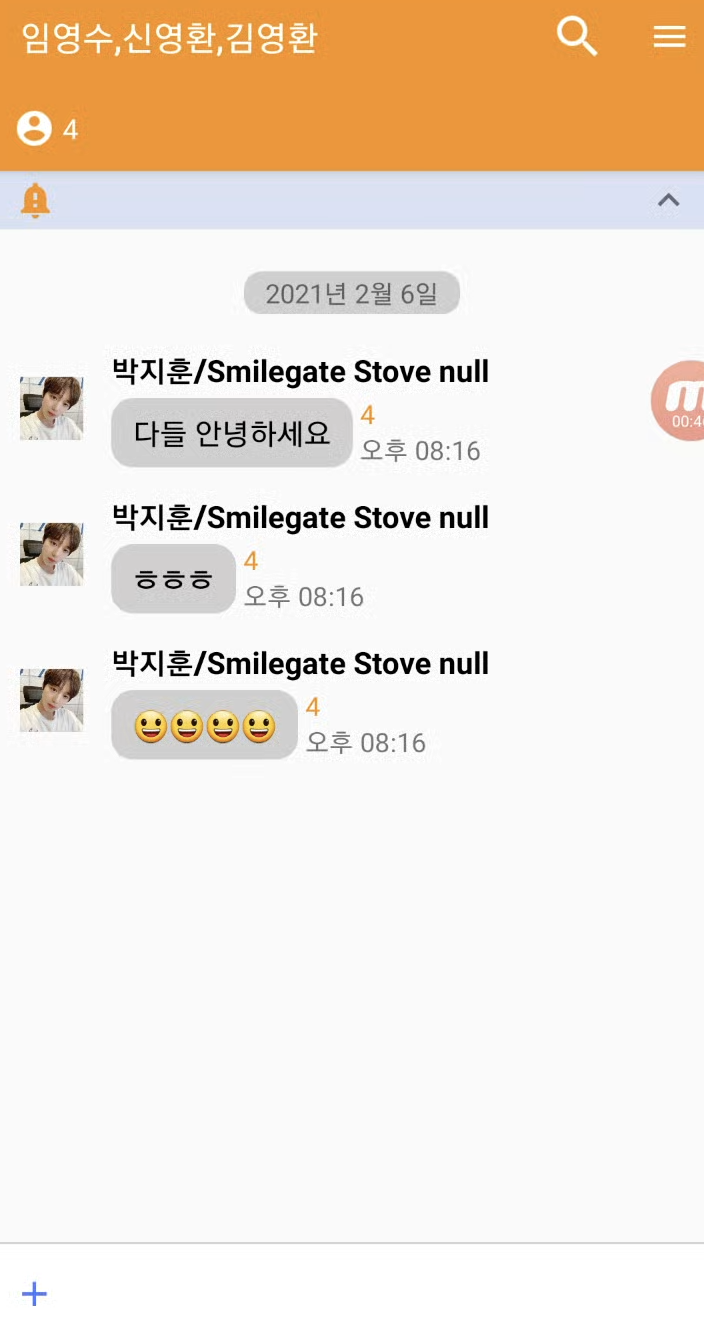 임영수,신영환,김영환
4
2021년 2월 6일
박지훈/Smilegate Stove null
다들 안녕하세요
4
오후 08:16
박지훈/Smilegate Stove null
ㅎㅎㅎ
4
오후 08:16
박지훈/Smilegate Stove null
😀😀😀😀
4
오후 08:16